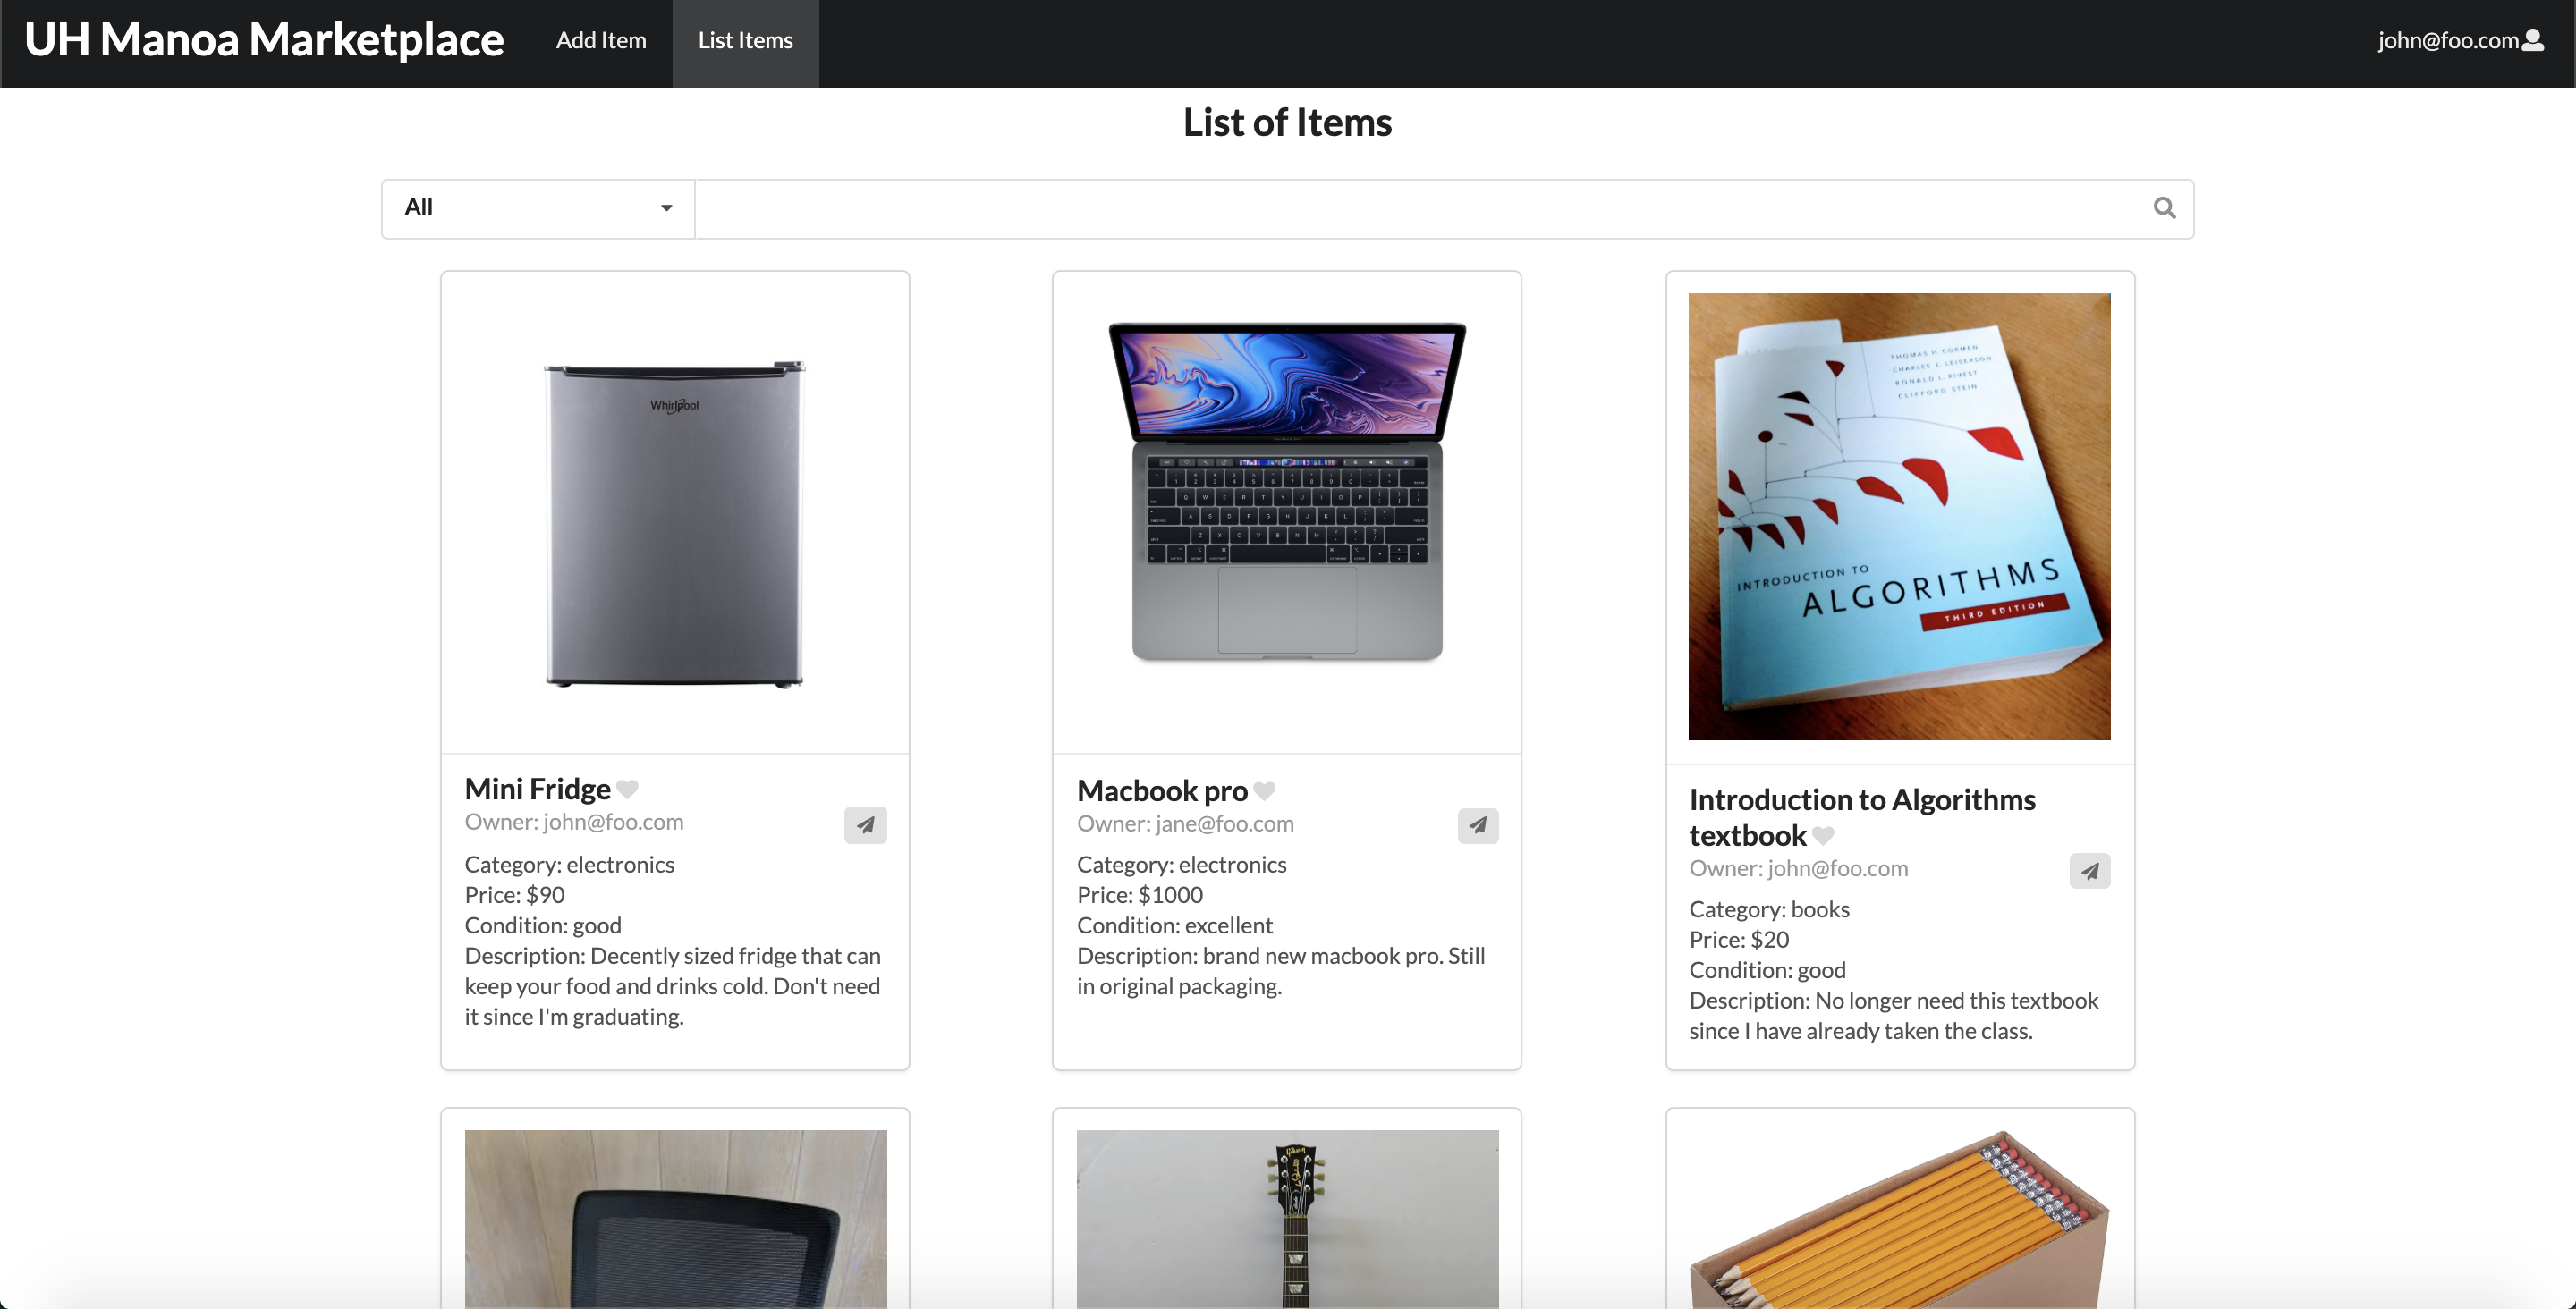 UH Manoa Marketplace
Add Item
List Items
john@foo.com
List of Items
All
Whirlpool
Mini Fridge
Owner: john@foo.com
Category: electronics
Price: $90
Condition: good
Description: Decently sized fridge that can
keep your food and drinks cold. Don't need
it since I'm graduating.
Macbook pro
Owner: jane@foo.com
Category: electronics
Price: $1000
Condition: excellent
Description: brand new macbook pro. Still
in original packaging.
THOMAS H. CORMEN
CHARLES E. LEISERSON
RONALD L. RIVEST
CLIFFORD STEIN
INTRODUCTION TO
ALGORITHMS
THIRD EDITION
Introduction to Algorithms
textbook
Owner: john@foo.com
Category: books
Price: $20
Condition: good
Description: No longer need this textbook
since I have already taken the class.
Gibson